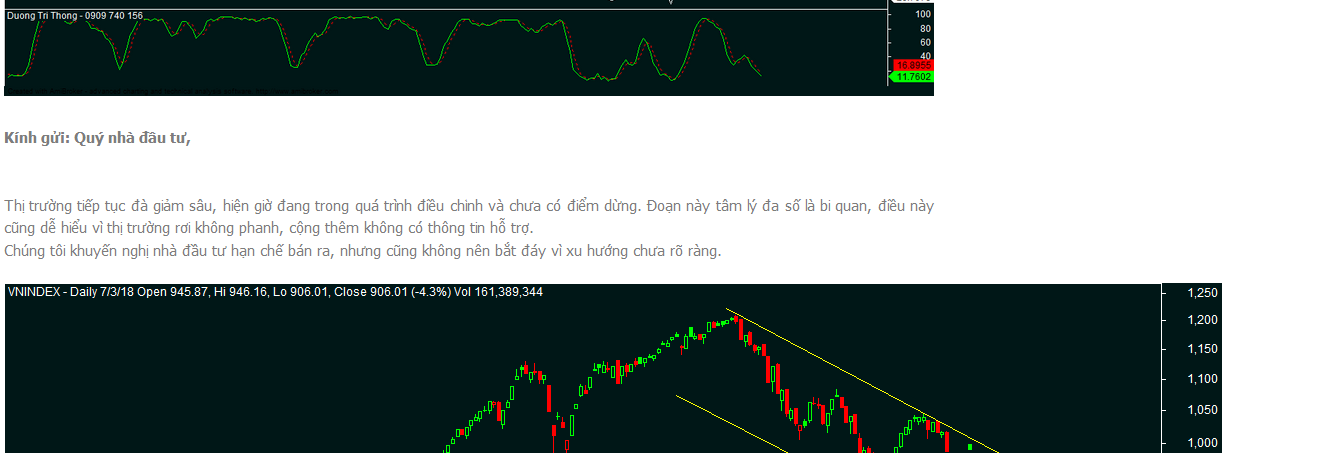 Duong Tri Thong - 0909 740 156
100
80
60
40
16.8955
11.7602
Kính gửi: Quý nhà đầu tư,
Thị trường tiếp tục đà giảm sâu, hiện giờ đang trong quá trình điều chỉnh và chưa có điểm dừng. Đoạn này tâm lý đa số là bi quan, điều này
cũng dễ hiểu vì thị trường rơi không phanh, cộng thêm không có thông tin hỗ trợ.
Chúng tôi khuyến nghị nhà đầu tư hạn chế bán ra, nhưng cũng không nên bắt đáy vì xu hướng chưa rõ ràng.
VNINDEX - Daily 7/3/18 Open 945.87, Hi 946.16, Lo 906.01, Close 906.01 (-4.3%) Vol 161,389,344
1,250
1,200
1,150
1,100
1,050
1,000